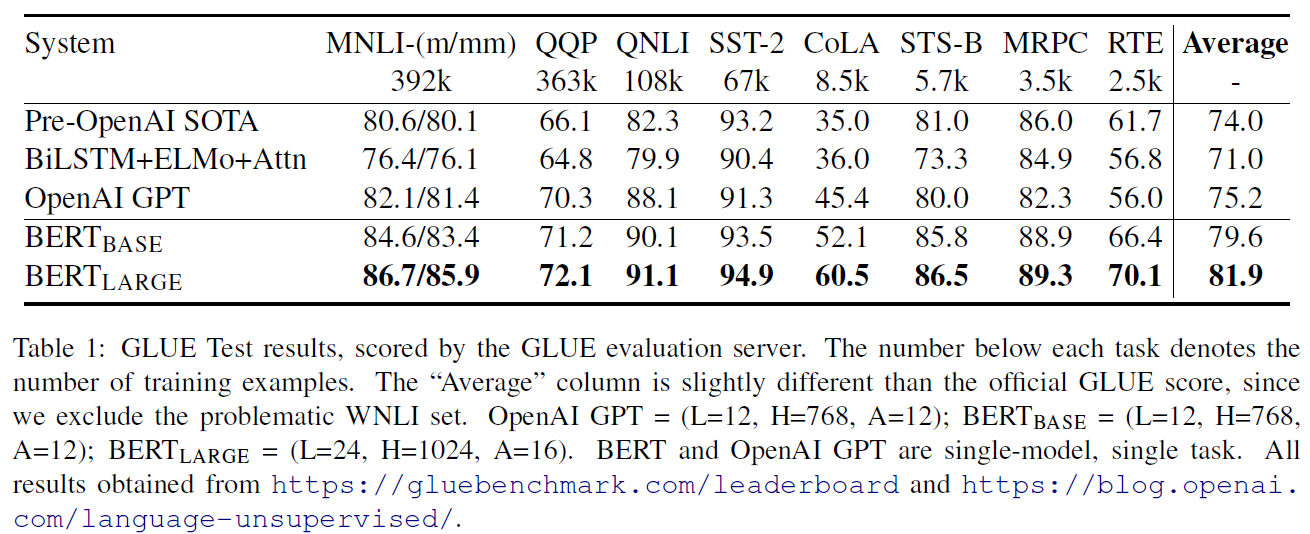 System MNLI-(m/mm) QQP QNLI SST-2 CoLA STS-B MRPC RTE Average
392k 363k 108k 67k 8.5k 5.7k 3.5k 2.5k -
Pre-OpenAI SOTA 80.6/80.1 66.1 82.3 93.2 35.0 81.0 86.0 61.7 74.0
BiLSTM+ELMo+Attn 76.4/76.1 64.8 79.9 90.4 36.0 73.3 84.9 56.8 71.0
OpenAI GPT 82.1/81.4 70.3 88.1 91.3 45.4 80.0 82.3 56.0 75.2
BERTBASE 84.6/83.4 71.2 90.1 93.5 52.1 85.8 88.9 66.4 79.6
BERTLARGE 86.7/85.9 72.1 91.1 94.9 60.5 86.5 89.3 70.1 81.9
Table 1: GLUE Test results, scored by the GLUE evaluation server. The number below each task denotes the
number of training examples. The “Average” column is slightly different than the official GLUE score, since
we exclude the problematic WNLI set. OpenAI GPT = (L=12, H=768, A=12); BERTBASE = (L=12, H=768,
A=12); BERTLARGE = (L=24, H=1024, A=16). BERT and OpenAI GPT are single-model, single task. All
results obtained from https://gluebenchmark.com/leaderboard and https://blog.openai.
com/language-unsupervised/.